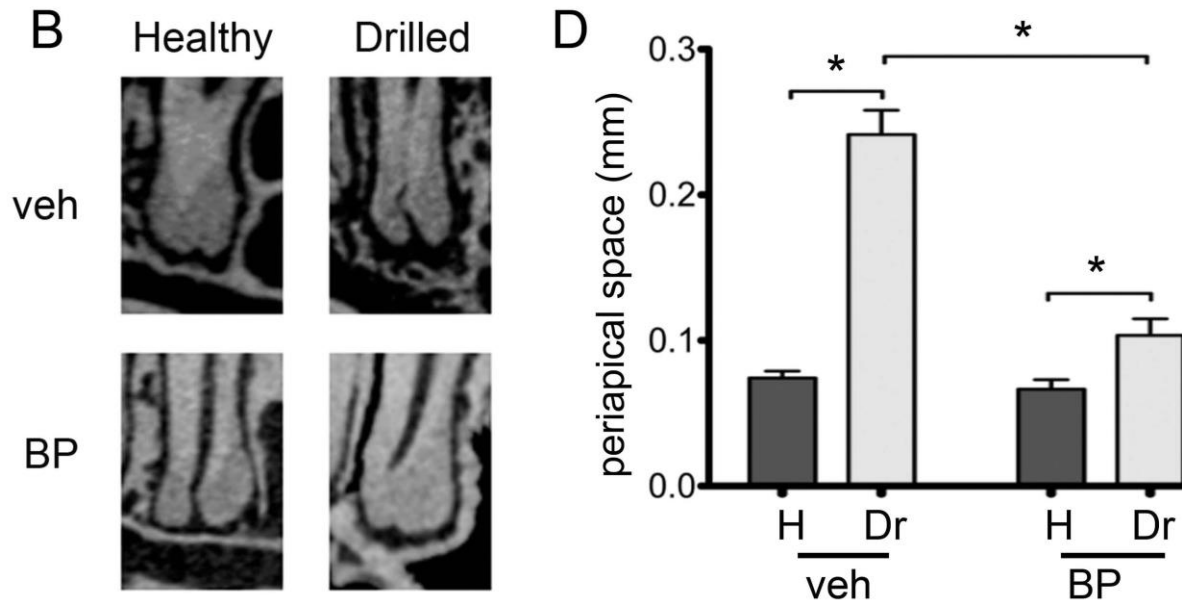 B
Healthy Drilled
veh
BP
D
periapical space (mm)
0.3
0.2
0.1
0.0
*
*
*
H Dr H Dr
veh BP